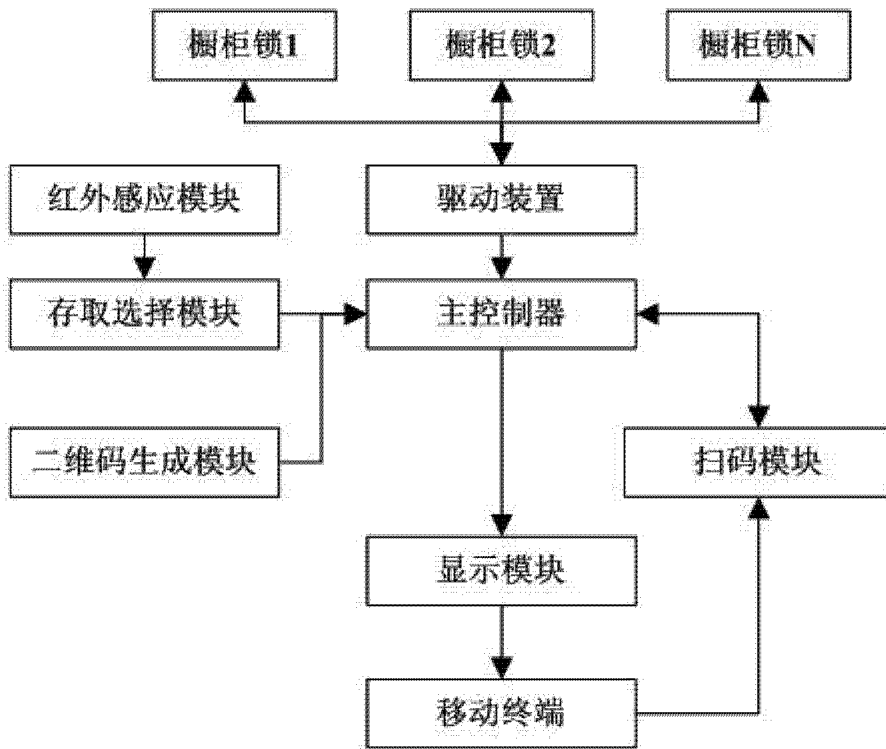 橱柜锁1
橱柜锁2
橱柜锁N
红外感应模块
驱动装置
存取选择模块
主控制器
二维码生成模块
扫码模块
显示模块
移动终端